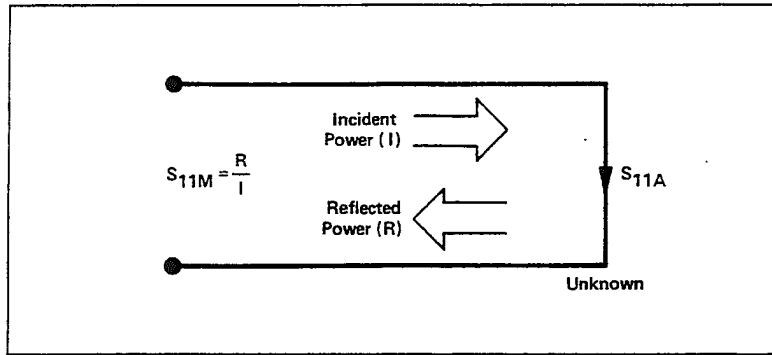 Incident
Power (I)
S11M = R/I
S11A
Reflected
Power (R)
Unknown